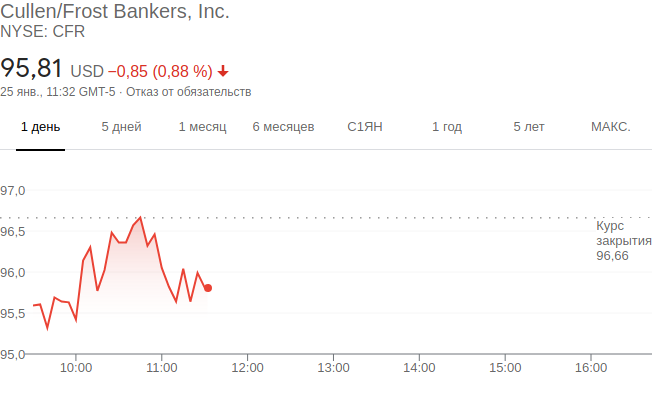 Cullen/Frost Bankers, Inc.
NYSE: CFR
95,81 USD −0,85 (0,88 %)
25 янв., 11:32 GMT-5 · Отказ от обязательств
1 день 5 дней 1 месяц 6 месяцев С1ЯН 1 год 5 лет МАКС.
97,0
96,5
96,0
95,5
95,0
Курс
закрытия
96,66
10:00 11:00 12:00 13:00 14:00 15:00 16:00